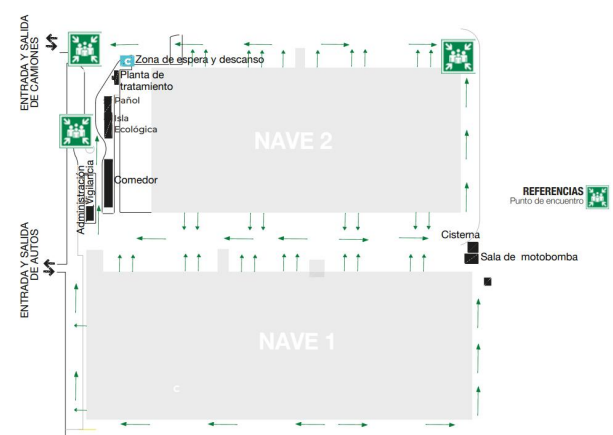 ENTRADA Y SALIDA
DE CAMIONES
C
Zona de espera y descanso
Planta de
tratamiento
Pañol
Isla
Ecológica
NAVE 2
Comedor
Administración
Vigilancia
REFERENCIAS
Punto de encuentro
Cisterna
Sala de motobomba
ENTRADA Y SALIDA
DE AUTOS
NAVE 1
C